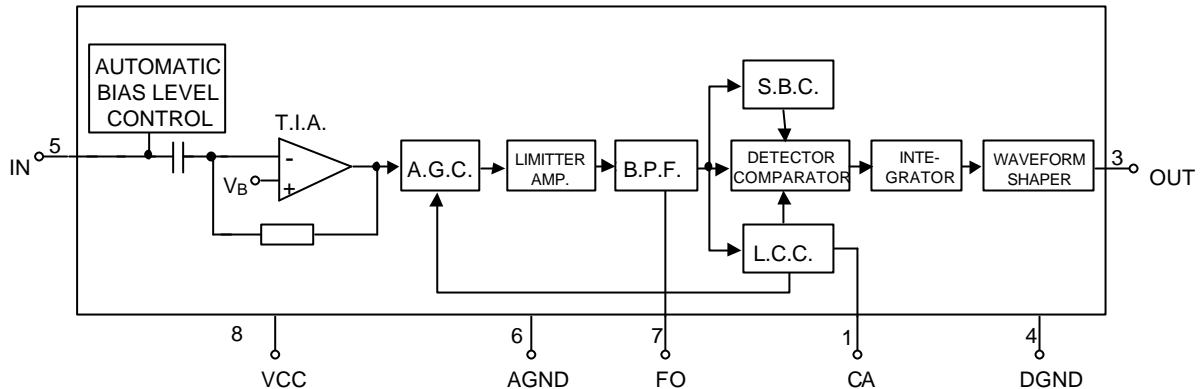 AUTOMATIC
BIAS LEVEL
CONTROL
T.I.A.
S.B.C.
5
IN
-
VB
+
A.G.C.
LIMITTER
AMP.
B.P.F.
DETECTOR
COMPARATOR
INTE-
GRATOR
WAVEFORM
SHAPER
3
OUT
L.C.C.
8
6
7
1
4
VCC
AGND
FO
CA
DGND